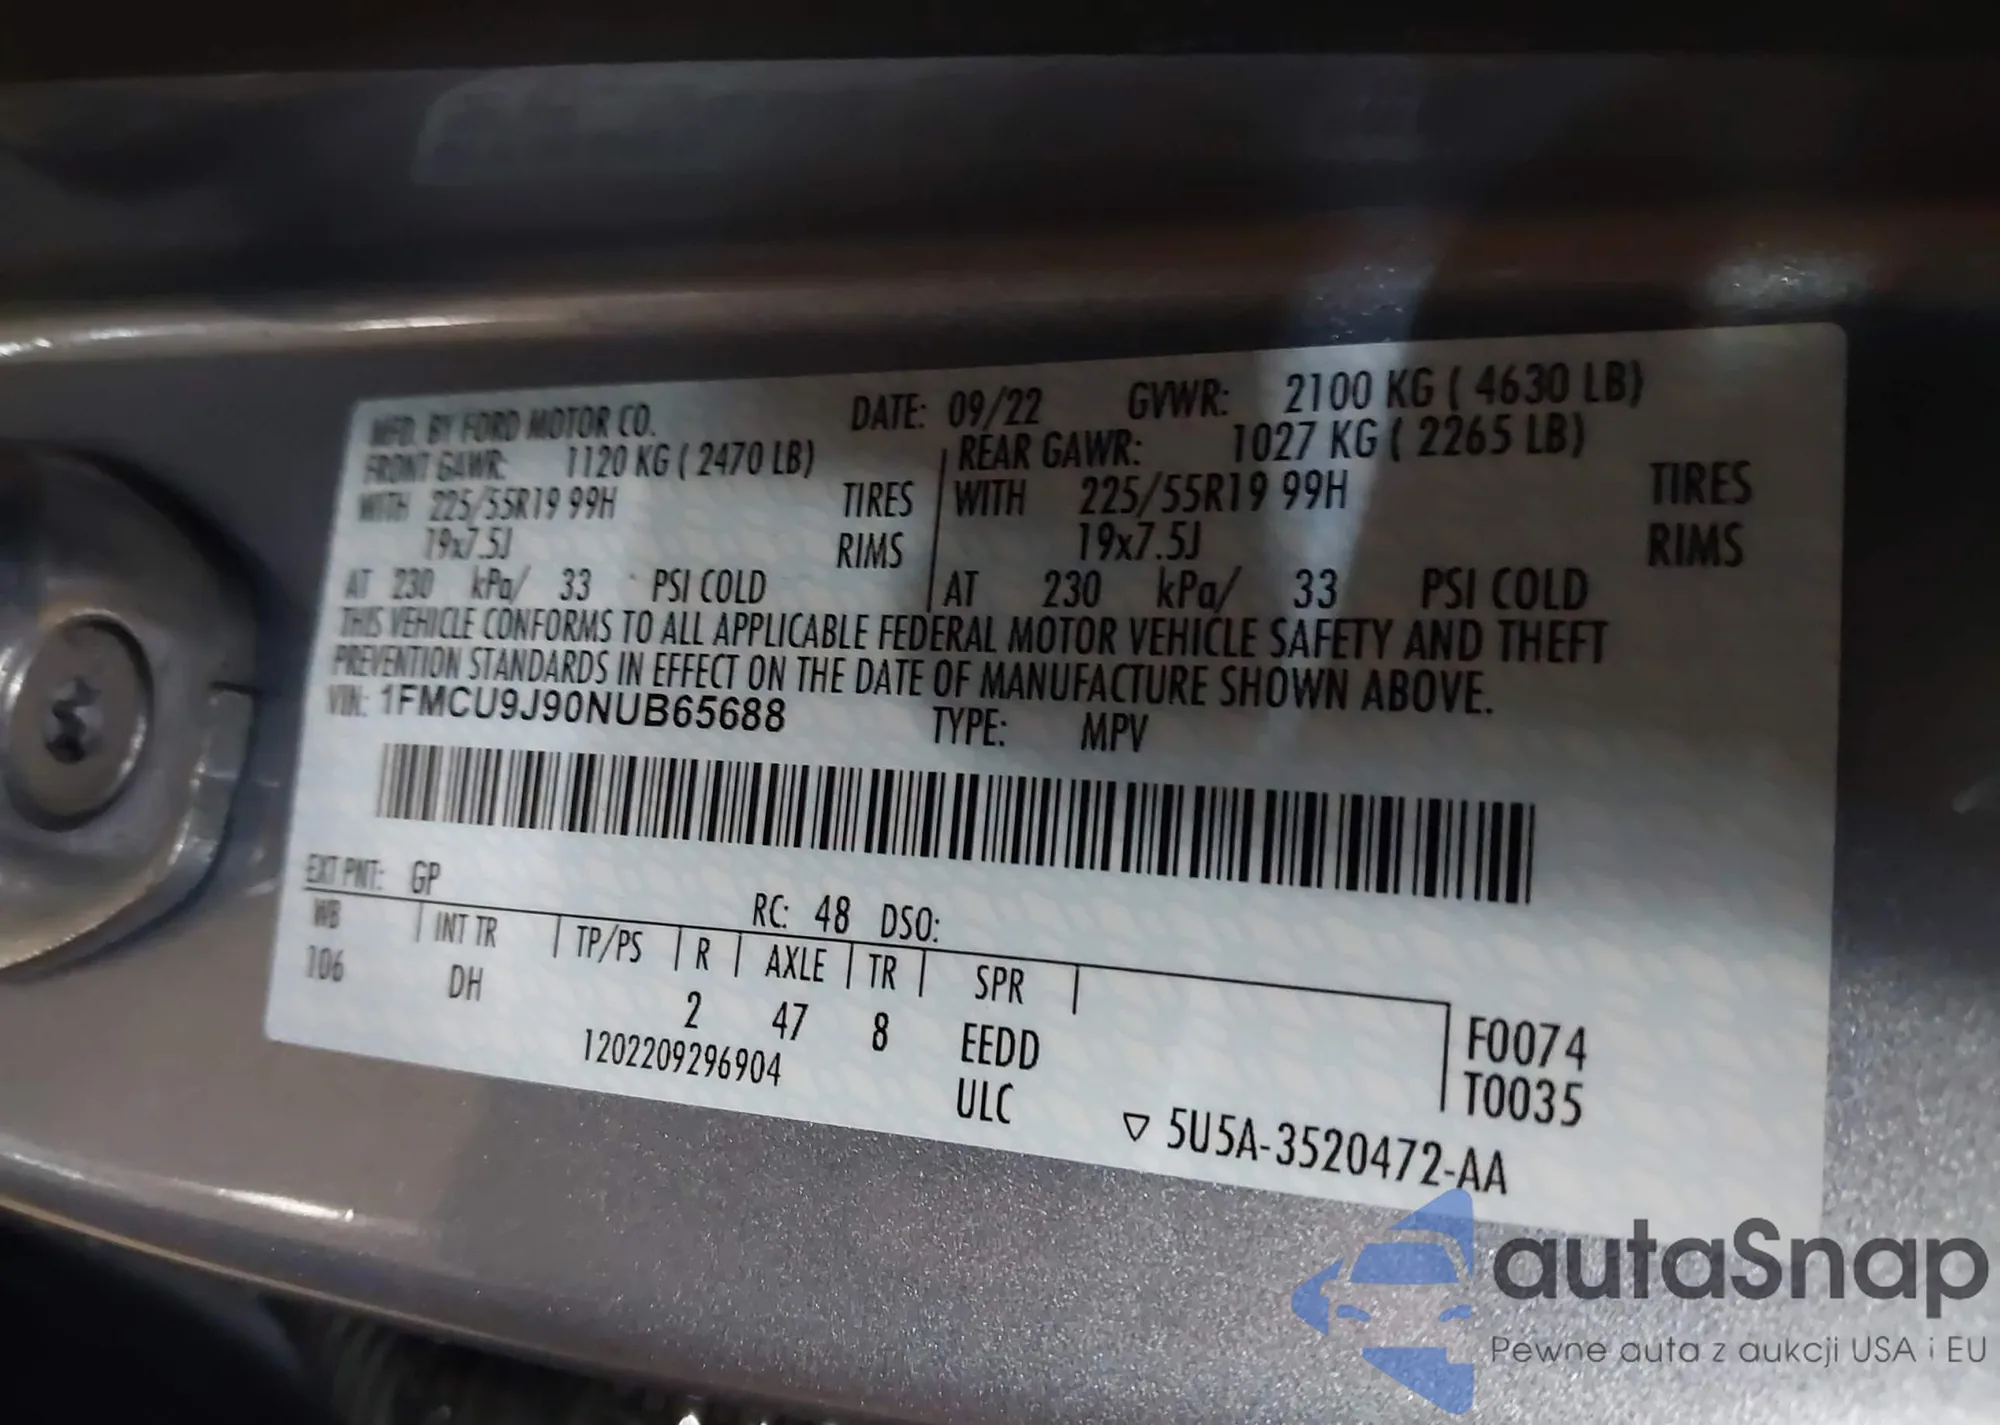 MFD. BY FORD MOTOR CO. DATE: 09/22 GVWR: 2100 KG ( 4630 LB)
FRONT GAWR: 1120 KG ( 2470 LB) REAR GAWR: 1027 KG ( 2265 LB)
WITH 225/55R19 99H TIRES WITH 225/55R19 99H TIRES
19x7.5J RIMS 19x7.5J RIMS
AT 230 kPa/ 33 PSI COLD AT 230 kPa/ 33 PSI COLD
THIS VEHICLE CONFORMS TO ALL APPLICABLE FEDERAL MOTOR VEHICLE SAFETY AND THEFT
PREVENTION STANDARDS IN EFFECT ON THE DATE OF MANUFACTURE SHOWN ABOVE.
VIN: 1FMCU9J90NUB65688 TYPE: MPV
EXT PNT: GP RC: 48 DSO:
WB INT TR TP/PS R AXLE TR SPR
106 DH 2 47 8 EEDD F0074
1202209296904 ULC T0035
▽ 5U5A-3520472-AA
autaSnap
Pewne auta z aukcji USA i EU